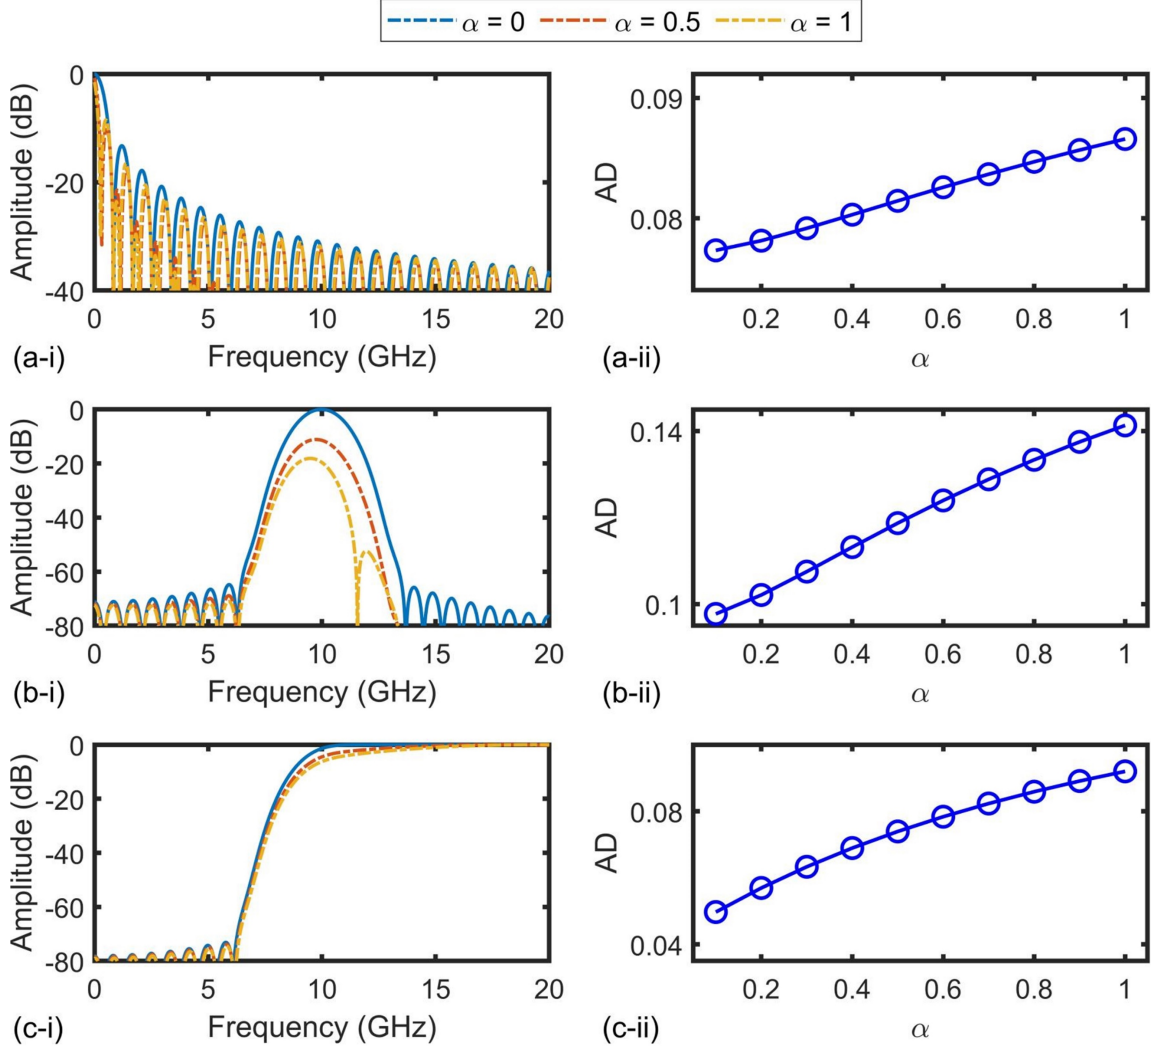 α = 0 α = 0.5 α = 1
Amplitude (dB)
0
-20
-40
0 5 10 15 20
Frequency (GHz)
(a-i)
AD
0.09
0.08
0.2 0.4 0.6 0.8 1
α
(a-ii)
Amplitude (dB)
0
-20
-40
-60
-80
0 5 10 15 20
Frequency (GHz)
(b-i)
AD
0.14
0.1
0.2 0.4 0.6 0.8 1
α
(b-ii)
Amplitude (dB)
0
-20
-40
-60
-80
0 5 10 15 20
Frequency (GHz)
(c-i)
AD
0.08
0.04
0.2 0.4 0.6 0.8 1
α
(c-ii)